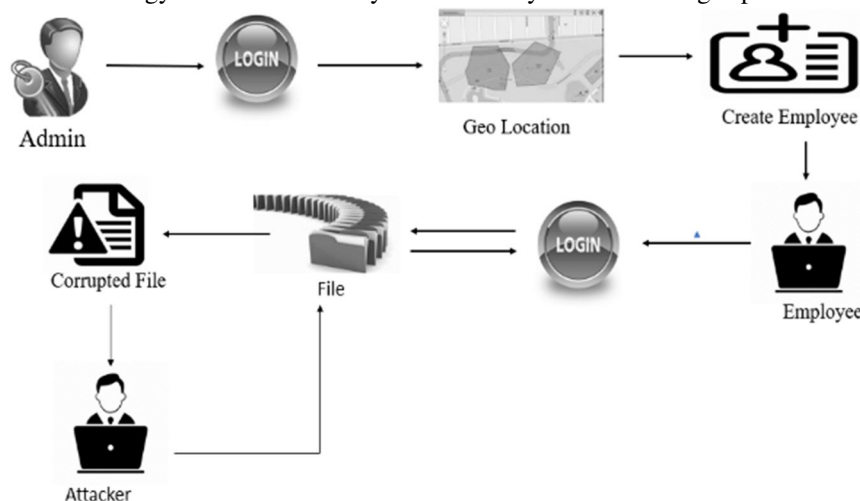 LOGIN
Admin
Geo Location
Create Employee
LOGIN
Corrupted File
File
Employee
Attacker